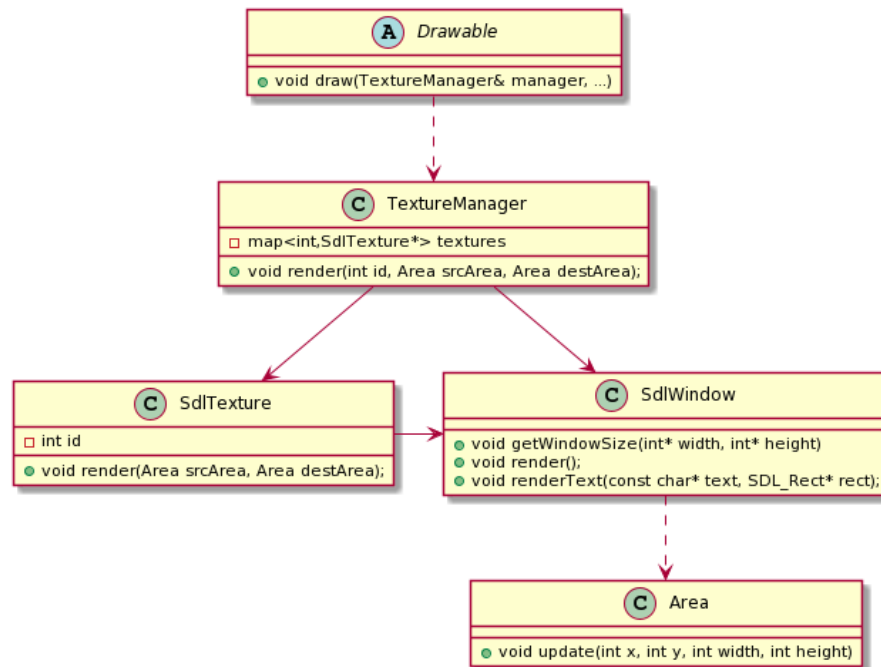 A Drawable
void draw(TextureManager& manager, ...)
C TextureManager
map<int,SdlTexture*> textures
void render(int id, Area srcArea, Area destArea);
C SdlTexture
int id
void render(Area srcArea, Area destArea);
C SdlWindow
void getWindowSize(int* width, int* height)
void render();
void renderText(const char* text, SDL_Rect* rect);
C Area
void update(int x, int y, int width, int height)